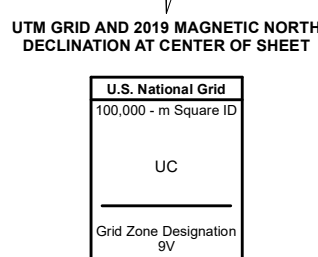 UTM GRID AND 2019 MAGNETIC NORTH
DECLINATION AT CENTER OF SHEET
U.S. National Grid
100,000 - m Square ID
UC
Grid Zone Designation
9V